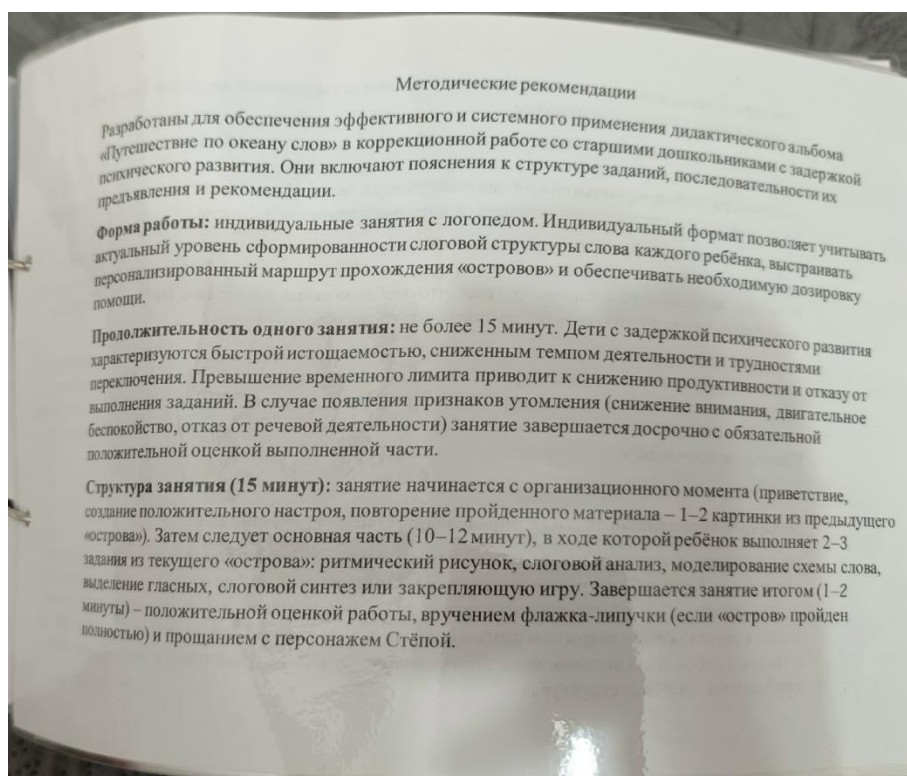 Методические рекомендации
Разработаны для обеспечения эффективного и системного применения дидактического альбома
«Путешествие по океану слов» в коррекционной работе со старшими дошкольниками с задержкой
психического развития. Они включают пояснения к структуре заданий, последовательности их
предъявления и рекомендации.
Форма работы: индивидуальные занятия с логопедом. Индивидуальный формат позволяет учитывать
актуальный уровень сформированности слоговой структуры слова каждого ребёнка, выстраивать
персонализированный маршрут прохождения «островов» и обеспечивать необходимую дозировку
помощи.
Продолжительность одного занятия: не более 15 минут. Дети с задержкой психического развития
характеризуются быстрой истощаемостью, сниженным темпом деятельности и трудностями
переключения. Превышение временного лимита приводит к снижению продуктивности и отказу от
выполнения заданий. В случае появления признаков утомления (снижение внимания, двигательное
беспокойство, отказ от речевой деятельности) занятие завершается досрочно с обязательной
положительной оценкой выполненной части.
Структура занятия (15 минут): занятие начинается с организационного момента (приветствие,
создание положительного настроя, повторение пройденного материала – 1–2 картинки из предыдущего
«острова»). Затем следует основная часть (10–12 минут), в ходе которой ребёнок выполняет 2–3
задания из текущего «острова»: ритмический рисунок, слоговой анализ, моделирование схемы слова,
выделение гласных, слоговой синтез или закрепляющую игру. Завершается занятие итогом (1–2
минуты) – положительной оценкой работы, вручением флажка-липучки (если «остров» пройден
полностью) и прощанием с персонажем Стёпой.